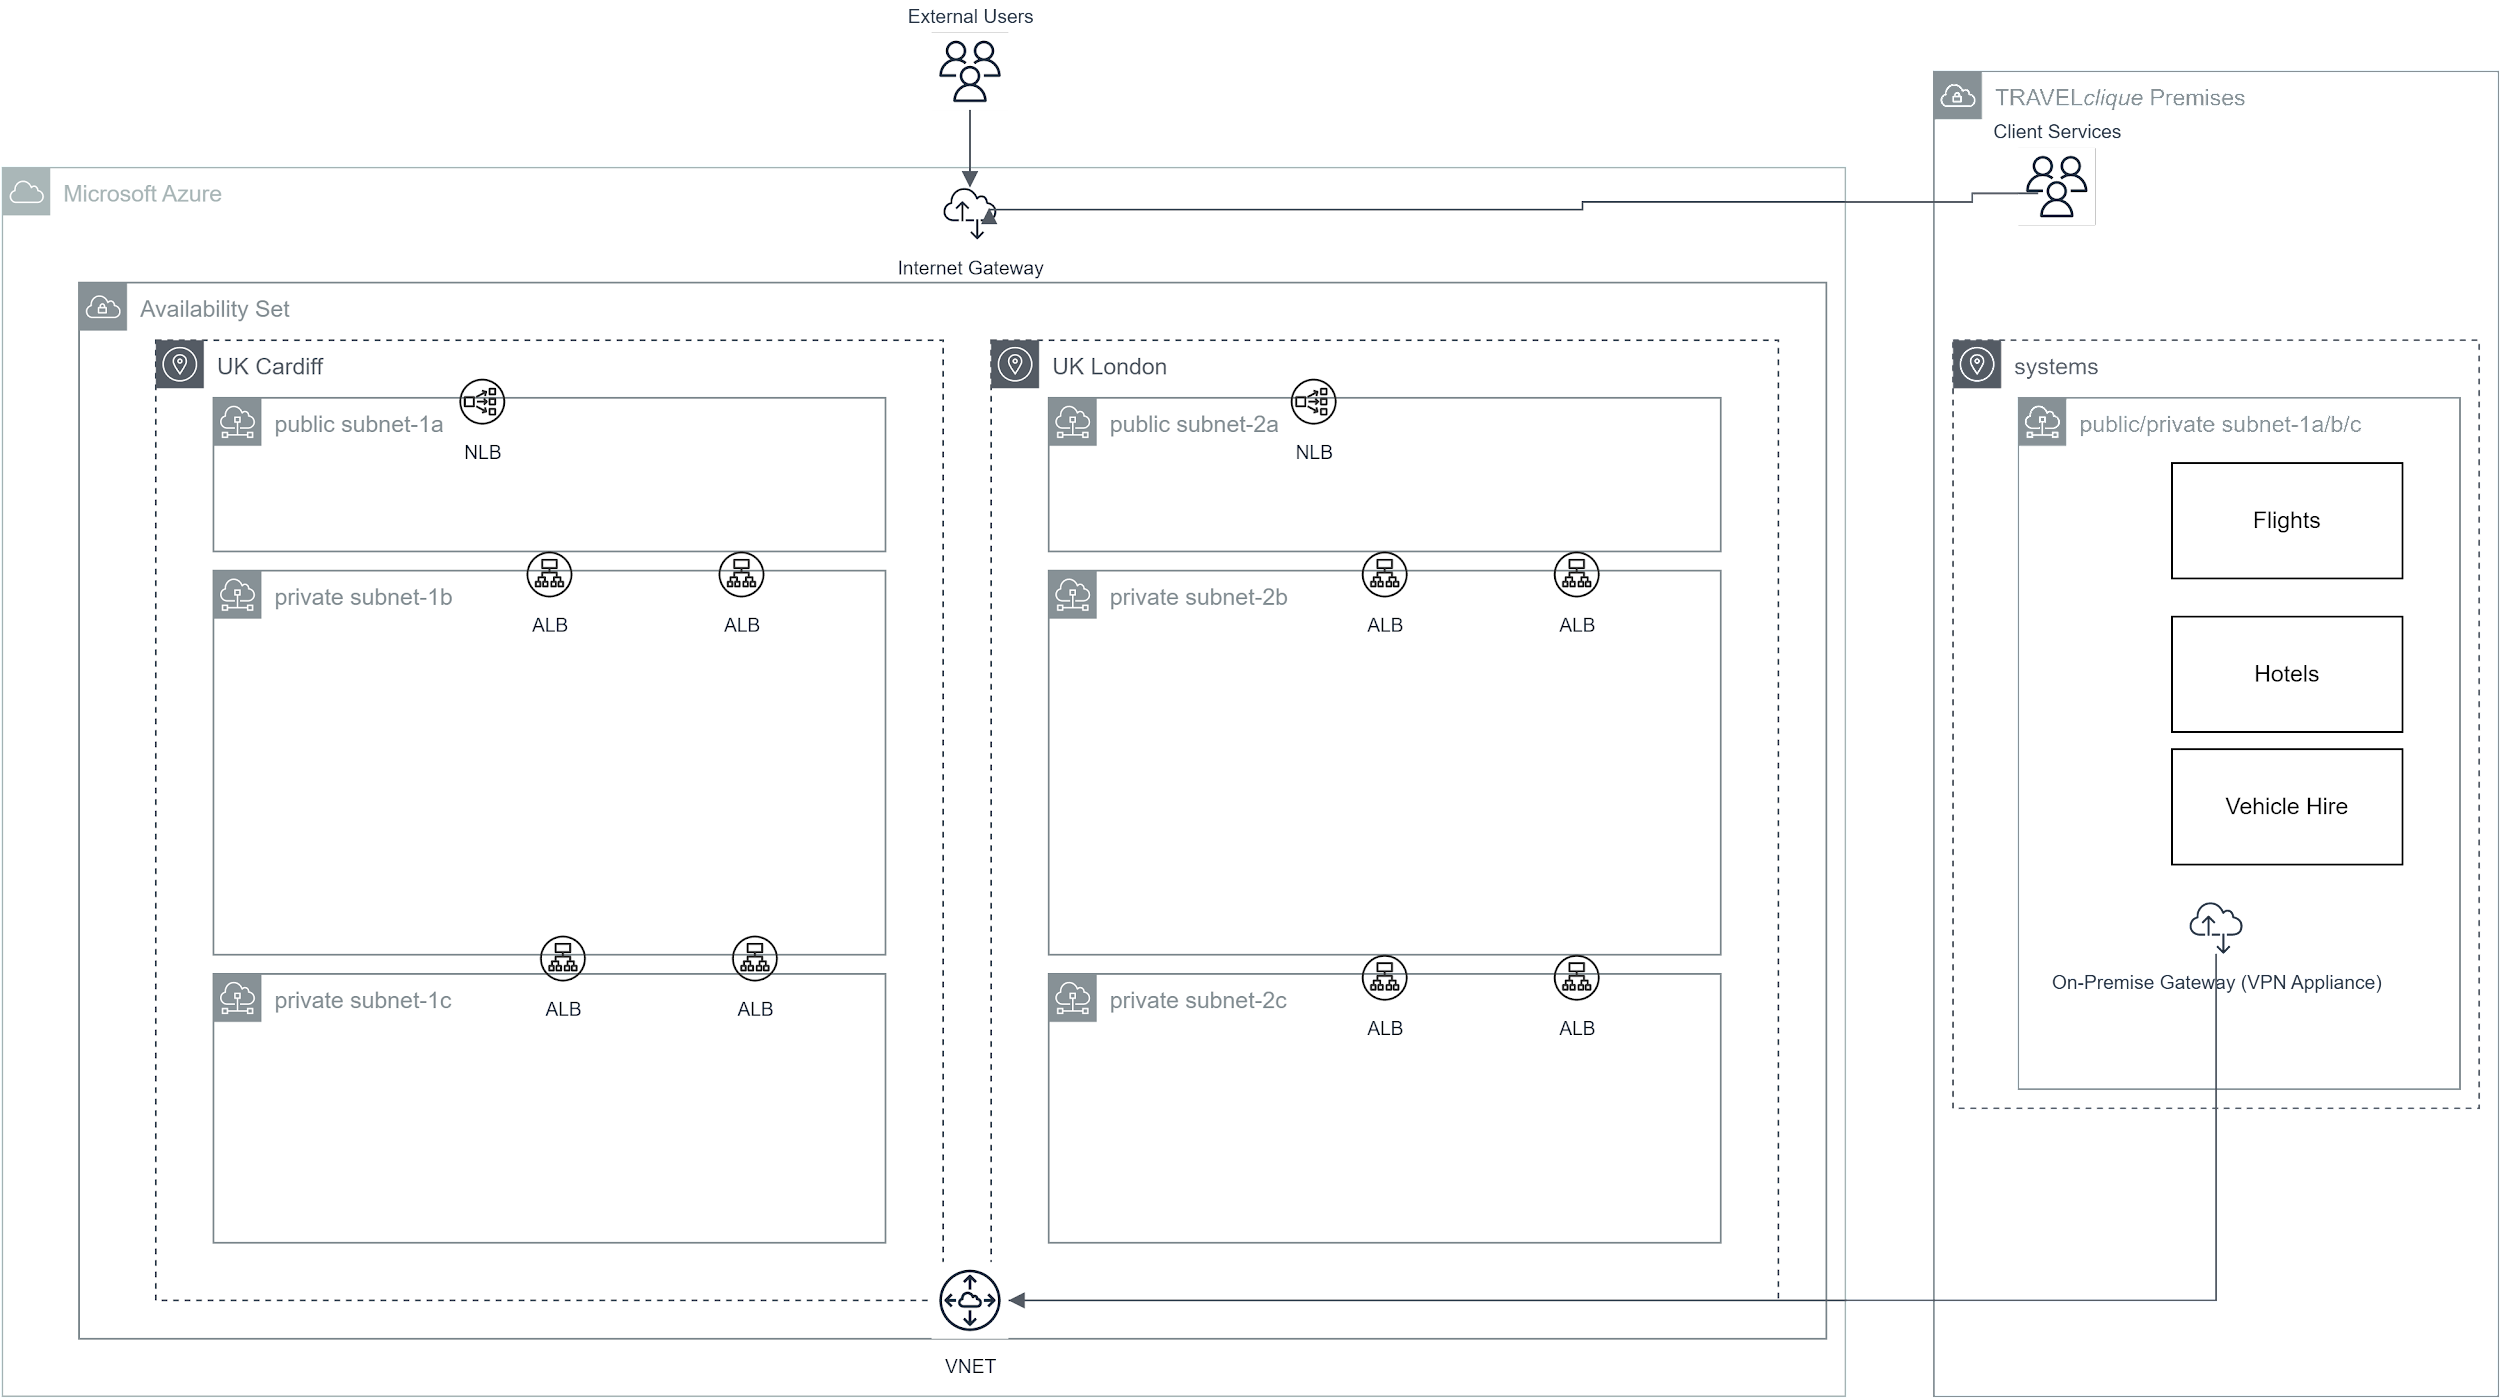 External Users
TRAVELclique Premises
Client Services
Microsoft Azure
Internet Gateway
Availability Set
UK Cardiff
UK London
systems
public subnet-1a
NLB
public subnet-2a
NLB
public/private subnet-1a/b/c
Flights
private subnet-1b
ALB
ALB
private subnet-2b
ALB
ALB
Hotels
Vehicle Hire
On-Premise Gateway (VPN Appliance)
private subnet-1c
ALB
ALB
private subnet-2c
ALB
ALB
VNET